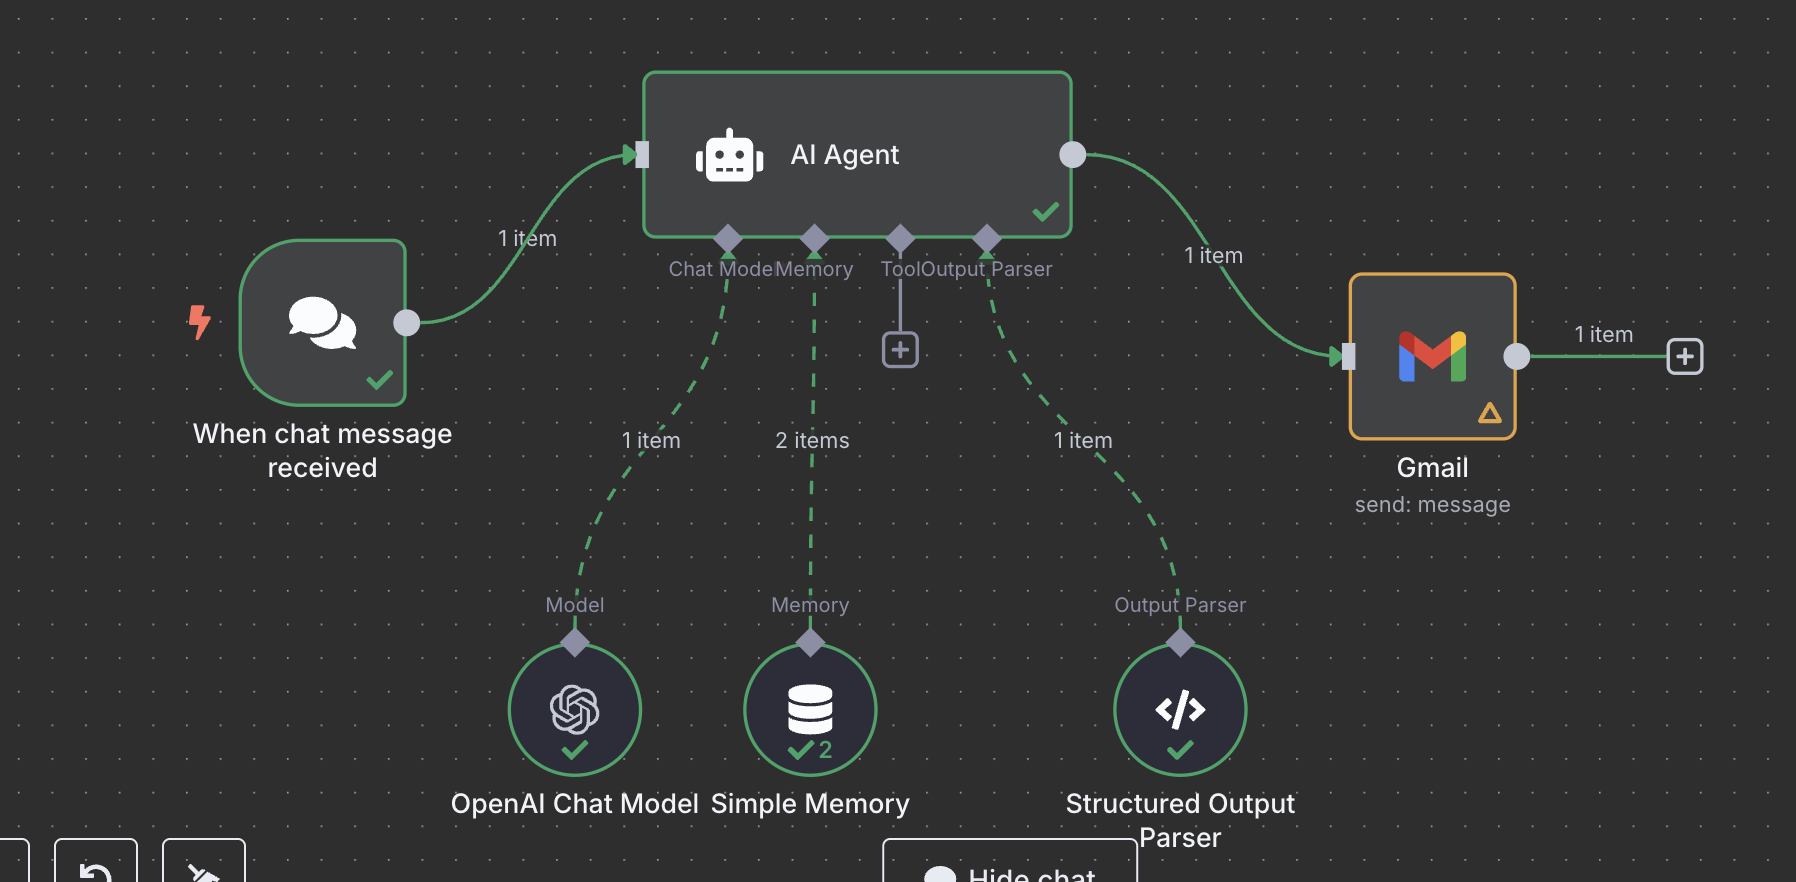 AI Agent
1 item
Chat Model
Memory
Tool
Output Parser
1 item
1 item
When chat message
received
1 item
2 items
1 item
Gmail
send: message
Model
Memory
Output Parser
2
OpenAI Chat Model
Simple Memory
Structured Output
Parser
Hide chat